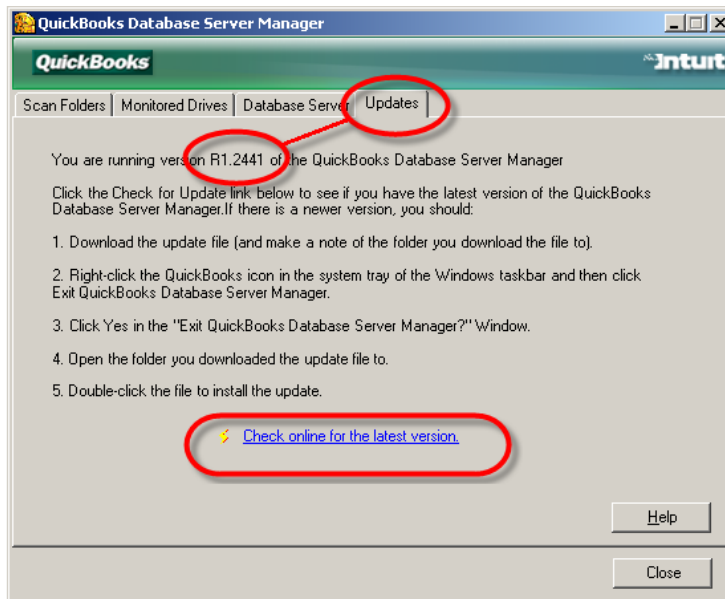 QuickBooks Database Server Manager
QuickBooks Intuit
Scan Folders Monitored Drives Database Server Updates
You are running version R1.2441 of the QuickBooks Database Server Manager
Click the Check for Update link below to see if you have the latest version of the QuickBooks
Database Server Manager.If there is a newer version, you should:
1. Download the update file (and make a note of the folder you download the file to).
2. Right-click the QuickBooks icon in the system tray of the Windows taskbar and then click
Exit QuickBooks Database Server Manager.
3. Click Yes in the "Exit QuickBooks Database Server Manager?" Window.
4. Open the folder you downloaded the update file to.
5. Double-click the file to install the update.
Check online for the latest version.
Help
Close